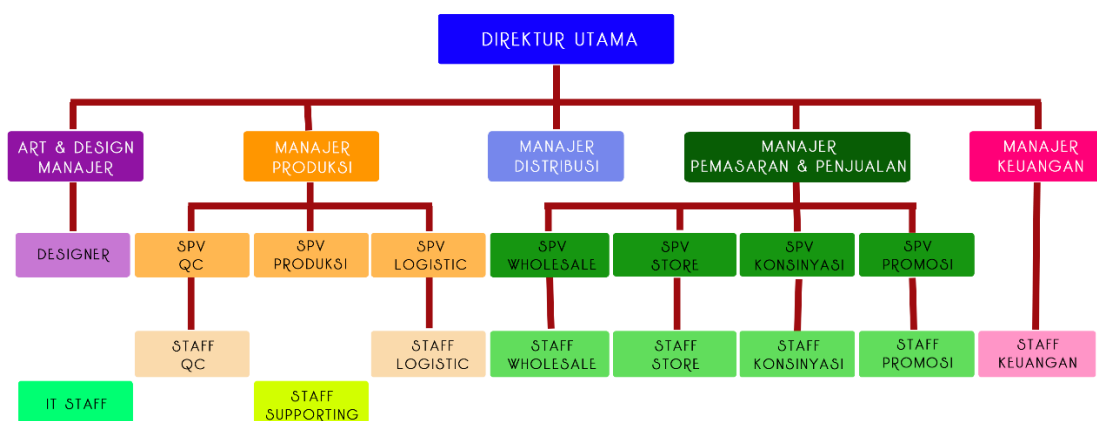 DIREKTUR UTAMA
ART & DESIGN
MANAJER
MANAJER
PRODUKSI
MANAJER
DISTRIBUSI
MANAJER
PEMASARAN & PENJUALAN
MANAJER
KEUANGAN
DESIGNER
SPV
QC
SPV
PRODUKSI
SPV
LOGISTIC
SPV
WHOLESALE
SPV
STORE
SPV
KONSINYASI
SPV
PROMOSI
STAFF
QC
STAFF
LOGISTIC
STAFF
WHOLESALE
STAFF
STORE
STAFF
KONSINYASI
STAFF
PROMOSI
STAFF
KEUANGAN
IT STAFF
STAFF
SUPPORTING